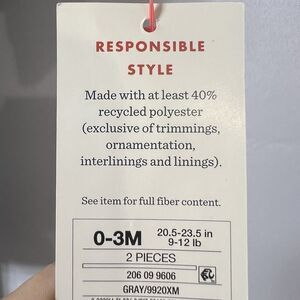 RESPONSIBLE
STYLE
Made with at least 40%
recycled polyester
(exclusive of trimmings,
ornamentation,
interlinings and linings).
See item for full fiber content.
0-3M 20.5-23.5 in
9-12 lb
2 PIECES
206 09 9606
GRAY/9920XM